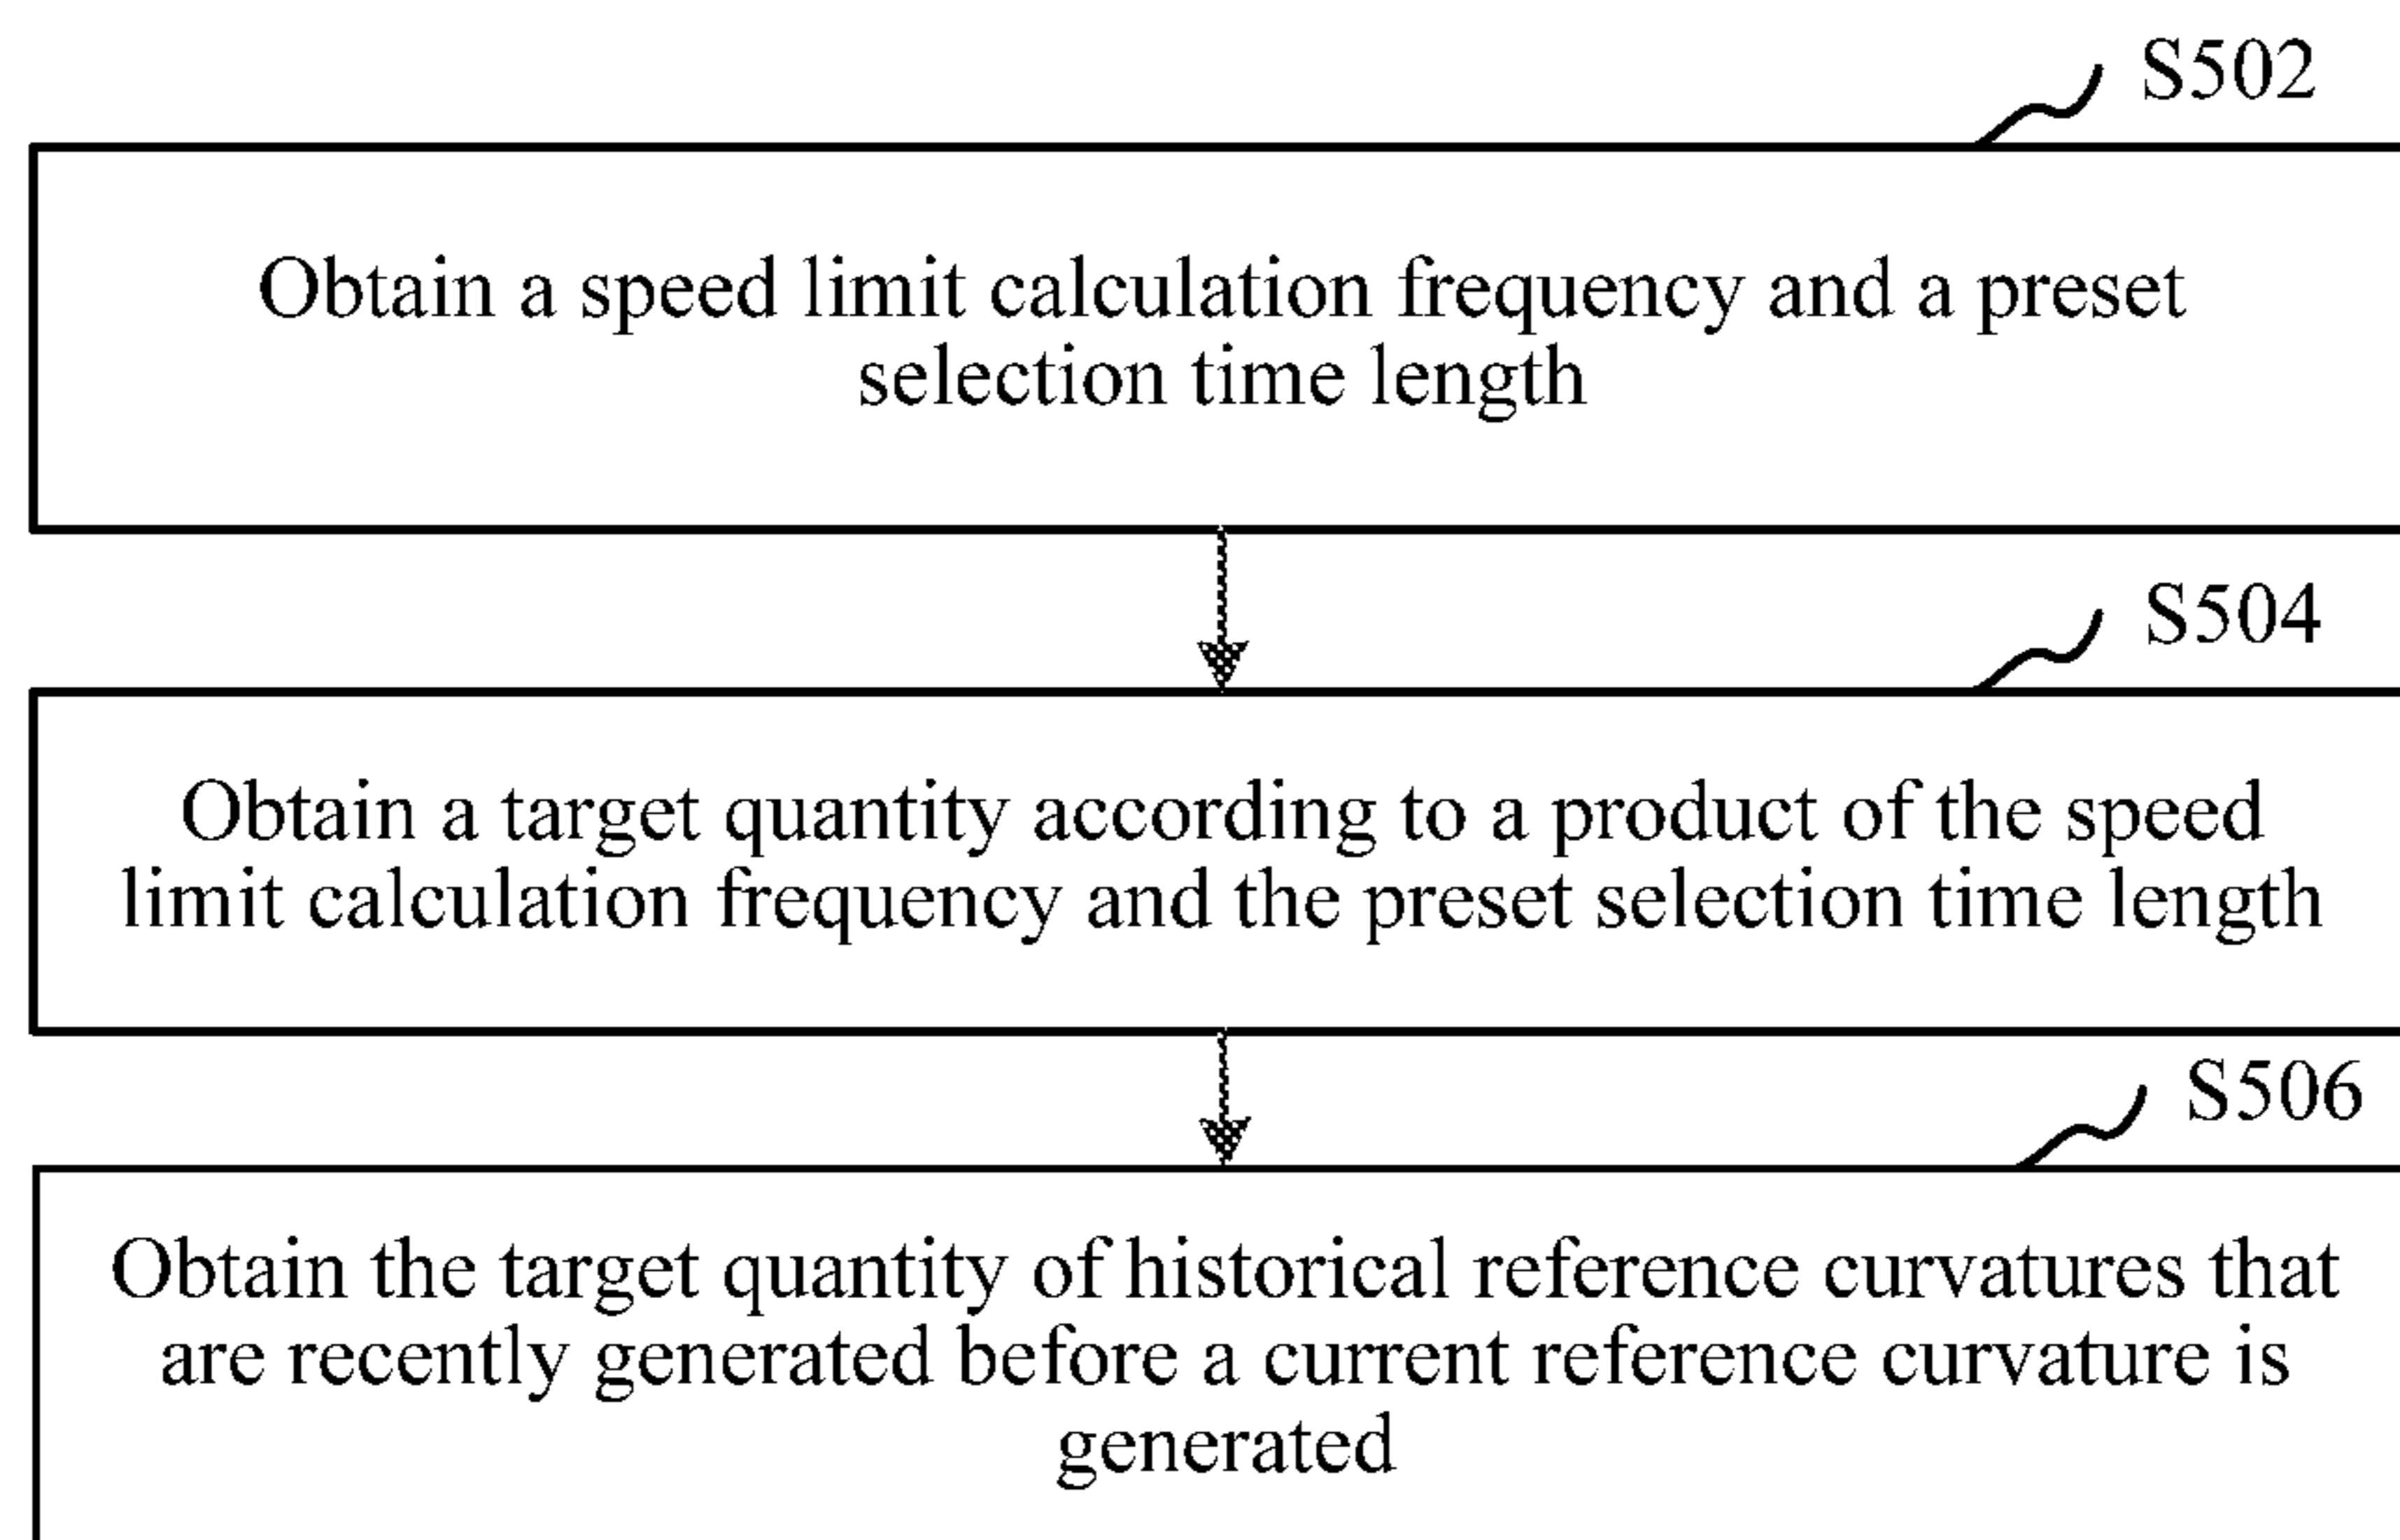 S502
Obtain a speed limit calculation frequency and a preset
selection time length
S504
Obtain a target quantity according to a product of the speed
limit calculation frequency and the preset selection time length
S506
Obtain the target quantity of historical reference curvatures that
are recently generated before a current reference curvature is
generated